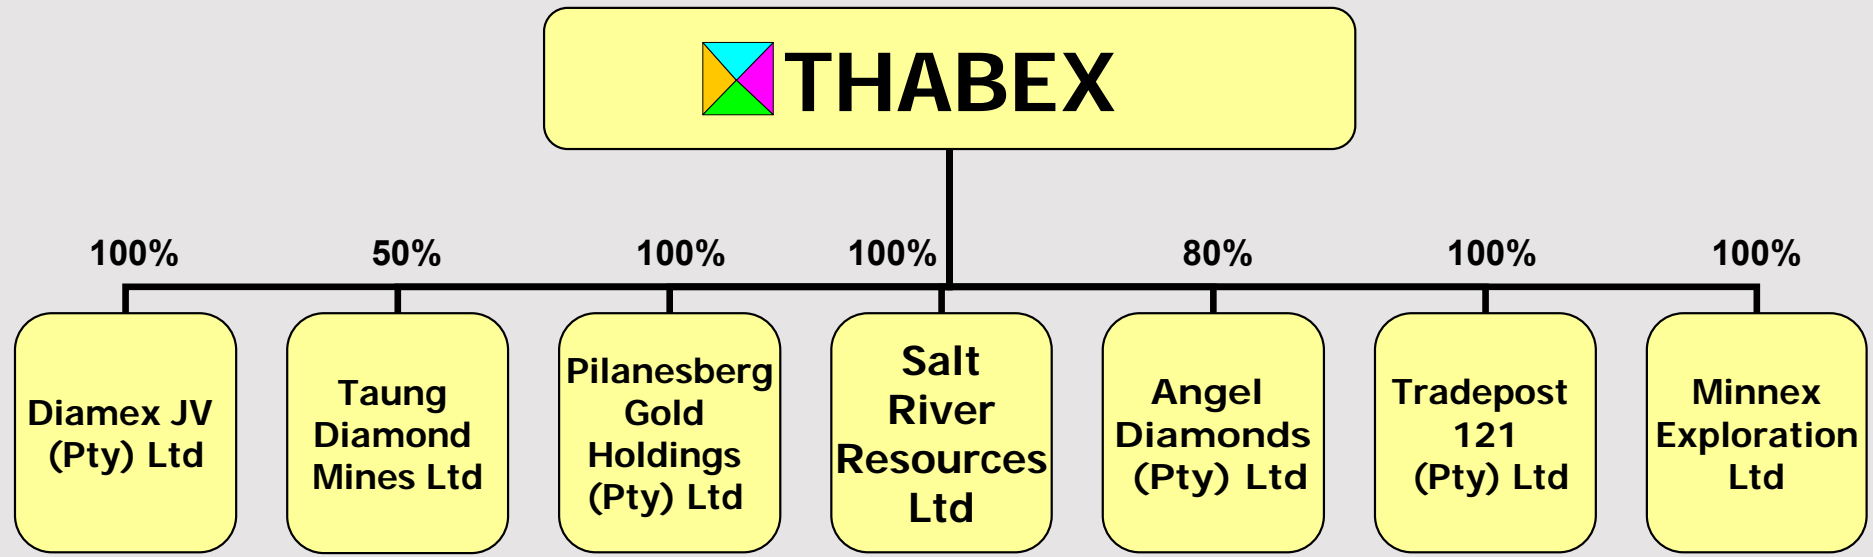 THABEX
100%
50%
100%
100%
80%
100%
100%
Diamex JV
(Pty) Ltd
Taung
Diamond
Mines Ltd
Pilanesberg
Gold
Holdings
(Pty) Ltd
Salt
River
Resources
Ltd
Angel
Diamonds
(Pty) Ltd
Tradepost
121
(Pty) Ltd
Minnex
Exploration
Ltd